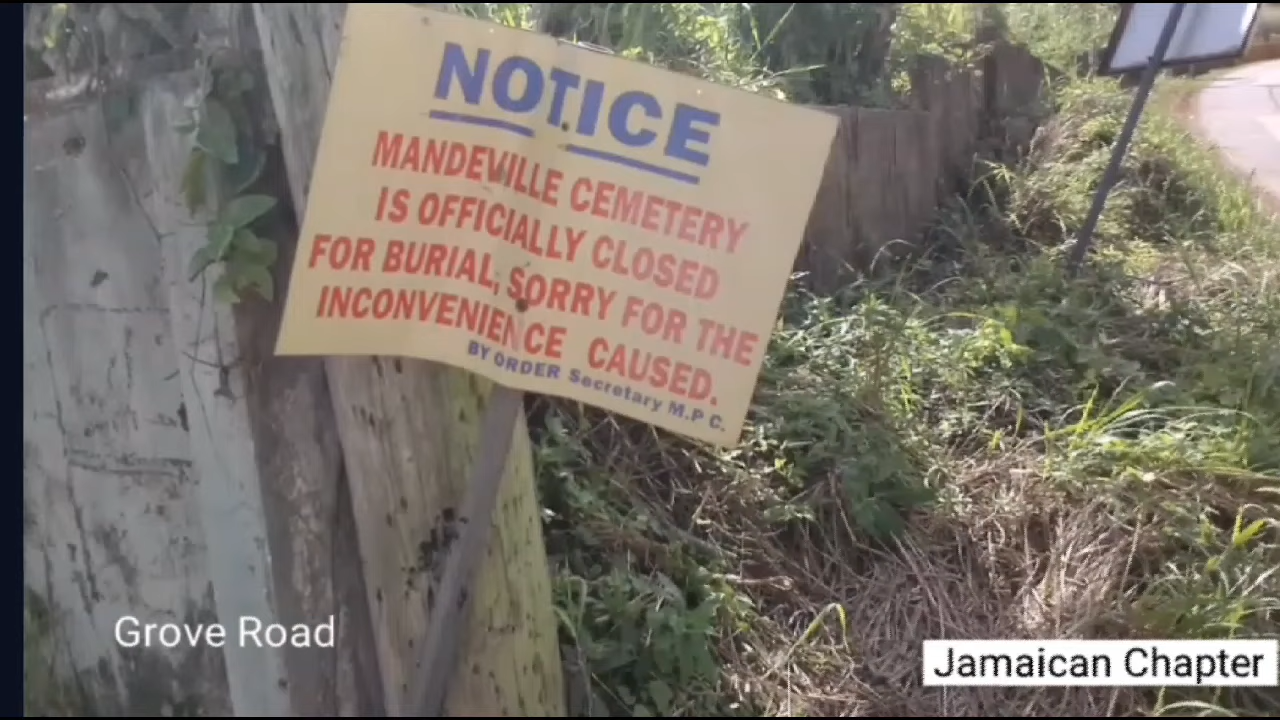 NOTICE
MANDEVILLE CEMETERY
IS OFFICIALLY CLOSED
FOR BURIAL, SORRY FOR THE
INCONVENIENCE CAUSED.
BY ORDER Secretary M.P C.
Grove Road
Jamaican Chapter